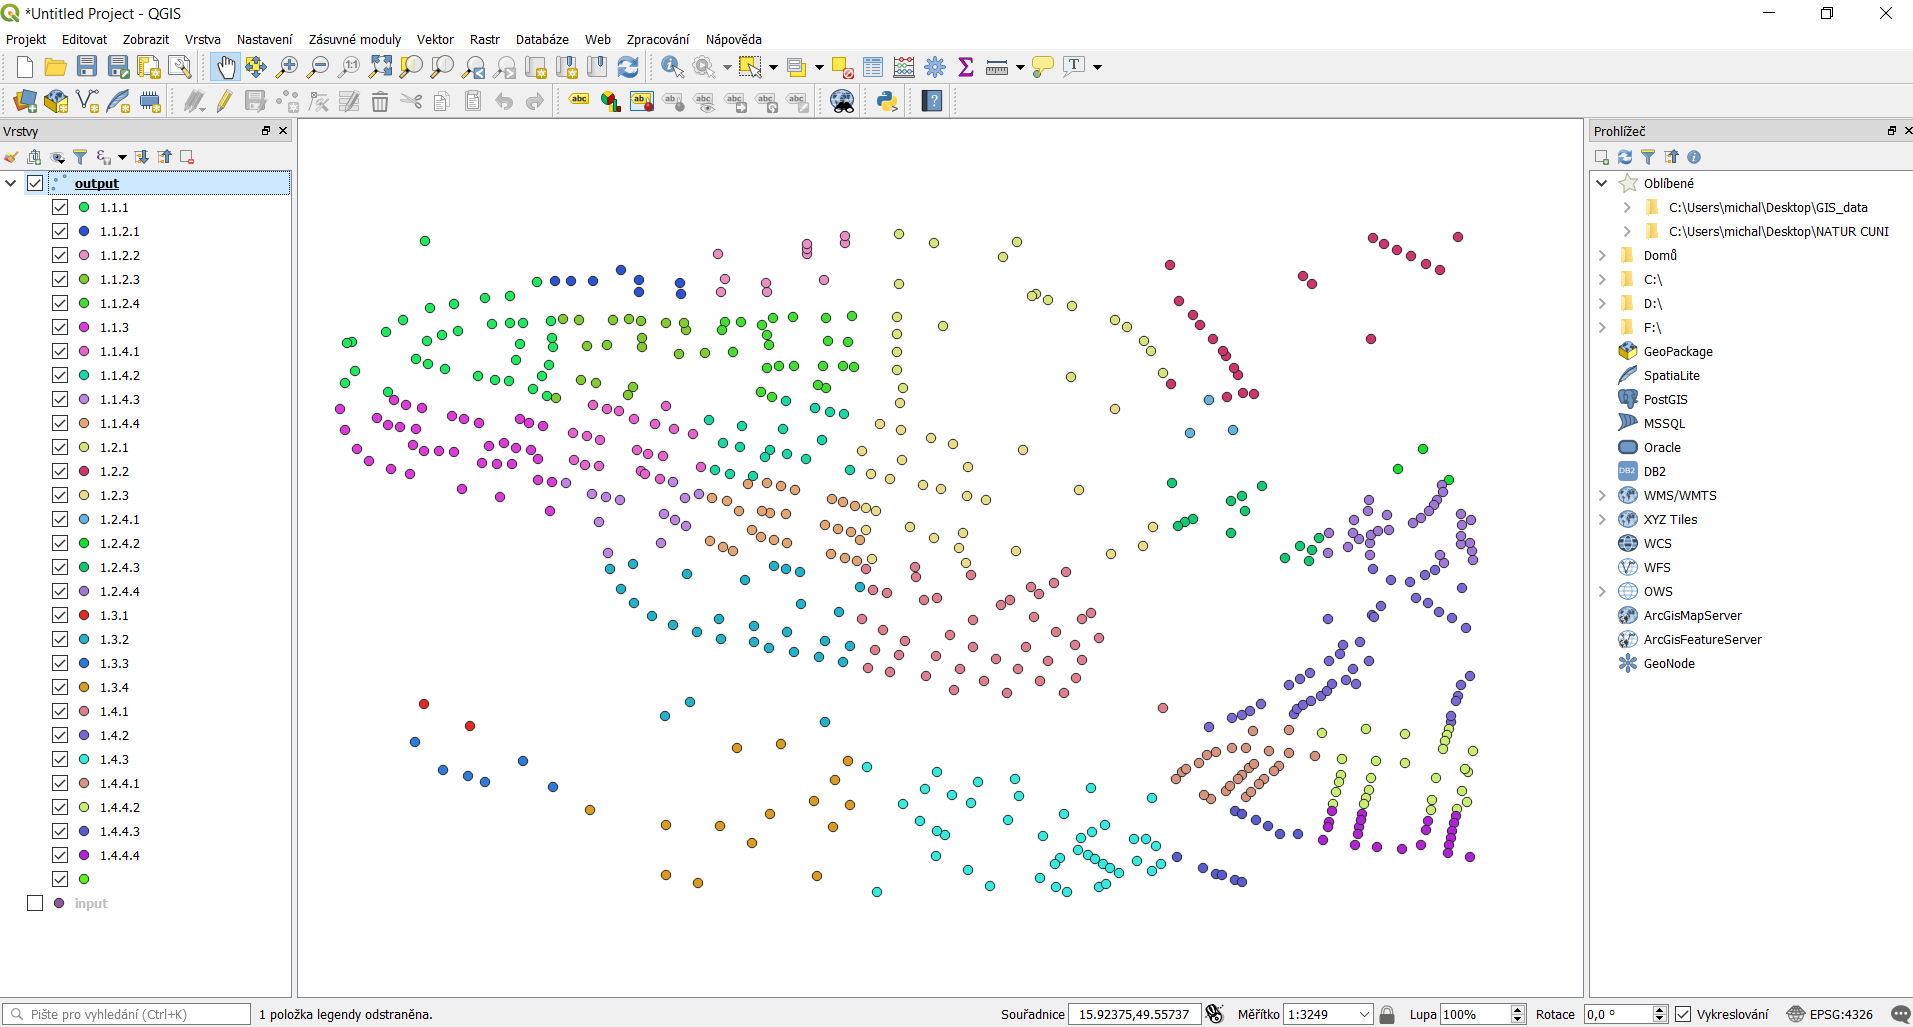 *Untitled Project - QGIS
Projekt Editovat Zobrazit Vrstva Nastavení Zásuvné moduly Vektor Rastr Databáze Web Zpracování Nápověda
1:1
T
abc abc abc abc abc abc abc
?
Vrstvy
output
1.1.1
1.1.2.1
1.1.2.2
1.1.2.3
1.1.2.4
1.1.3
1.1.4.1
1.1.4.2
1.1.4.3
1.1.4.4
1.2.1
1.2.2
1.2.3
1.2.4.1
1.2.4.2
1.2.4.3
1.2.4.4
1.3.1
1.3.2
1.3.3
1.3.4
1.4.1
1.4.2
1.4.3
1.4.4.1
1.4.4.2
1.4.4.3
1.4.4.4
input
Prohlížeč
Oblíbené
C:\Users\michal\Desktop\GIS_data
C:\Users\michal\Desktop\NATUR CUNI
Domů
C:\
D:\
F:\
GeoPackage
SpatiaLite
PostGIS
MSSQL
Oracle
DB2
WMS/WMTS
XYZ Tiles
WCS
WFS
OWS
ArcGisMapServer
ArcGisFeatureServer
GeoNode
Pište pro vyhledání (Ctrl+K)
1 položka legendy odstraněna.
Souřadnice 15.92375,49.55737
Měřítko 1:3249
Lupa 100%
Rotace 0,0 °
Vykreslování
EPSG:4326